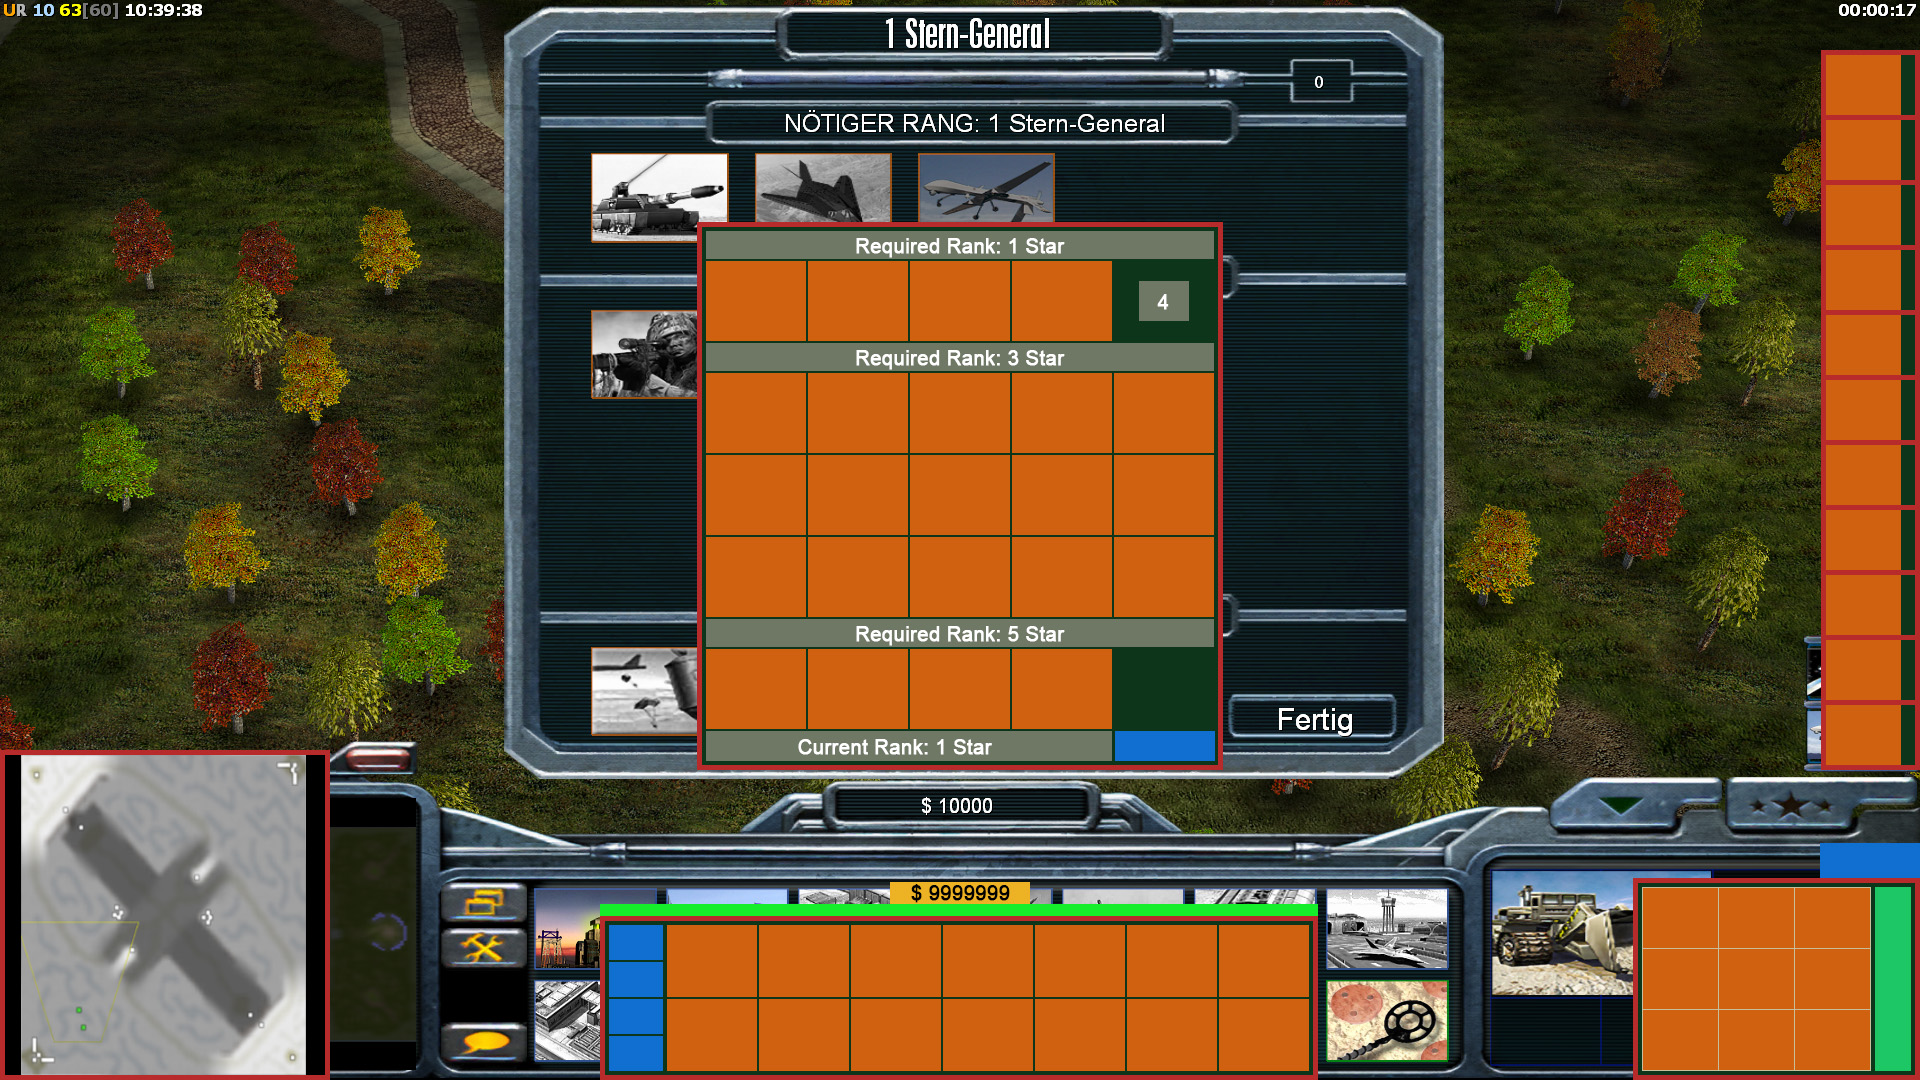 UR 10 63[60] 10:39:38
00:00:17
1 Stern-General
0
NÖTIGER RANG: 1 Stern-General
Required Rank: 1 Star
4
Required Rank: 3 Star
Required Rank: 5 Star
Fertig
Current Rank: 1 Star
$ 10000
$ 9999999